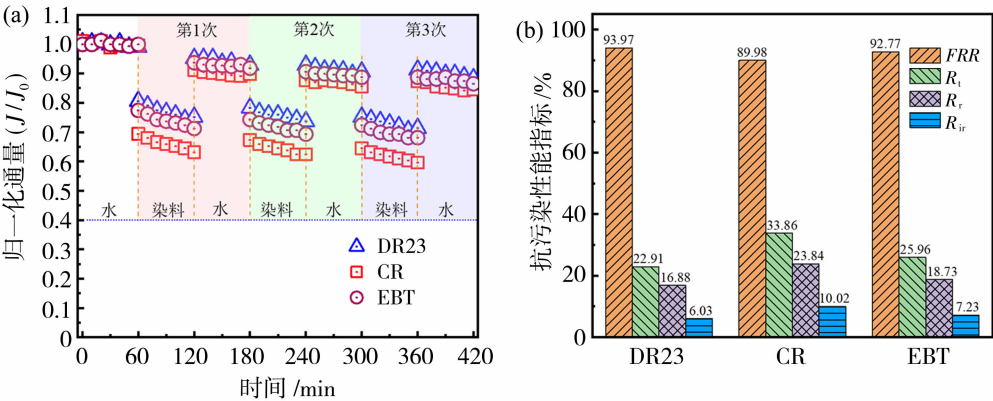 (a)
第1次
第2次
第3次
1.1
1.0
0.9
0.8
0.7
0.6
0.5
0.4
0.3
0.2
0.1
0
归一化通量 (J/J0)
水
染料
水
染料
水
染料
水
DR23
CR
EBT
0
60
120
180
240
300
360
420
时间 /min
(b)
100
80
60
40
20
0
抗污染性能指标 /%
FRR
Rt
Rr
Rir
93.97
22.91
16.88
6.03
89.98
33.86
23.84
10.02
92.77
25.96
18.73
7.23
DR23
CR
EBT